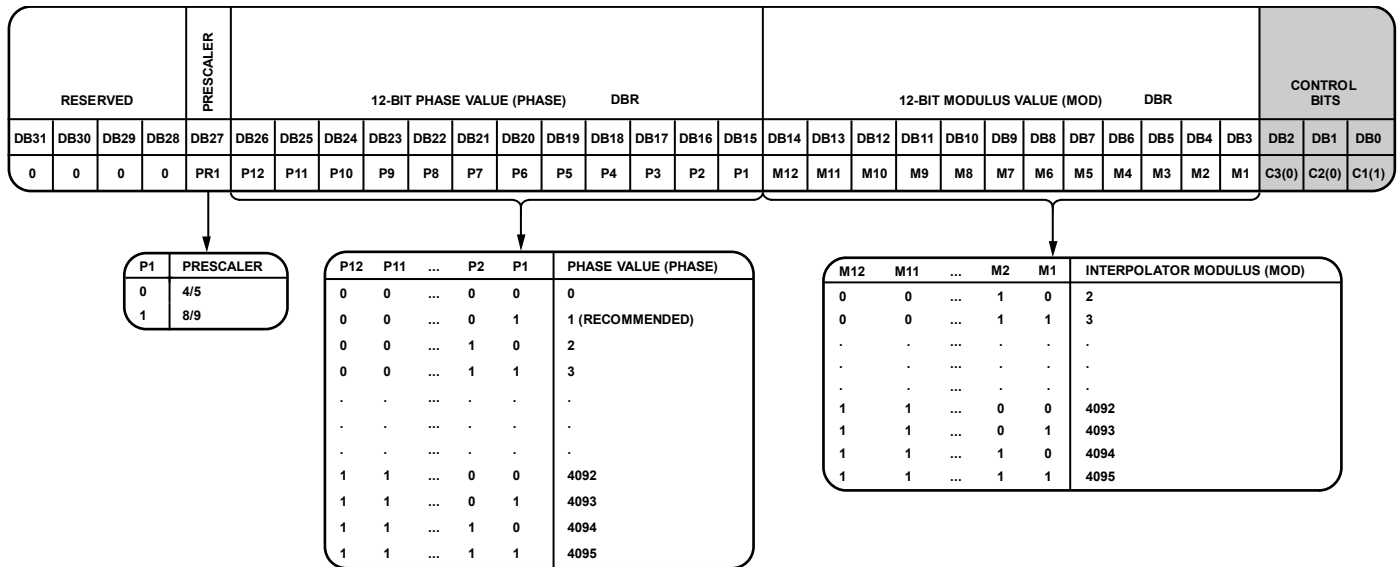 RESERVED PRESCALER 12-BIT PHASE VALUE (PHASE) DBR 12-BIT MODULUS VALUE (MOD) DBR CONTROL BITS
DB31 DB30 DB29 DB28 DB27 DB26 DB25 DB24 DB23 DB22 DB21 DB20 DB19 DB18 DB17 DB16 DB15 DB14 DB13 DB12 DB11 DB10 DB9 DB8 DB7 DB6 DB5 DB4 DB3 DB2 DB1 DB0
0 0 0 0 PR1 P12 P11 P10 P9 P8 P7 P6 P5 P4 P3 P2 P1 M12 M11 M10 M9 M8 M7 M6 M5 M4 M3 M2 M1 C3(0) C2(0) C1(1)
P1 PRESCALER
0 4/5
1 8/9
P12 P11 ... P2 P1 PHASE VALUE (PHASE)
0 0 ... 0 0 0
0 0 ... 0 1 1 (RECOMMENDED)
0 0 ... 1 0 2
0 0 ... 1 1 3
. . ... . . .
. . ... . . .
. . ... . . .
1 1 ... 0 0 4092
1 1 ... 0 1 4093
1 1 ... 1 0 4094
1 1 ... 1 1 4095
M12 M11 ... M2 M1 INTERPOLATOR MODULUS (MOD)
0 0 ... 1 0 2
0 0 ... 1 1 3
. . ... . . .
. . ... . . .
. . ... . . .
1 1 ... 0 0 4092
1 1 ... 0 1 4093
1 1 ... 1 0 4094
1 1 ... 1 1 4095